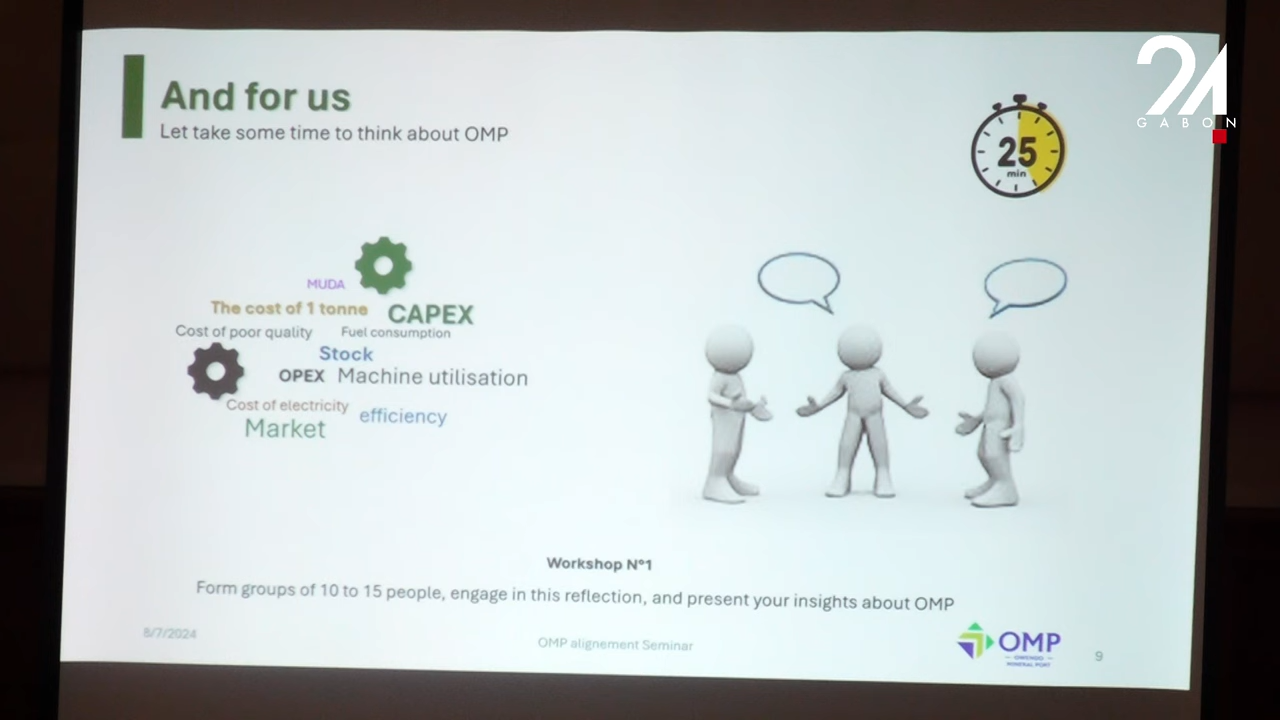 24
GABON
And for us
Let take some time to think about OMP
25
min
MUDA
The cost of 1 tonne
CAPEX
Cost of poor quality
Fuel consumption
Stock
OPEX
Machine utilisation
Cost of electricity
efficiency
Market
Workshop N°1
Form groups of 10 to 15 people, engage in this reflection, and present your insights about OMP
8/7/2024
OMP alignement Seminar
OMP
OWENDO
MINERAL PORT
9